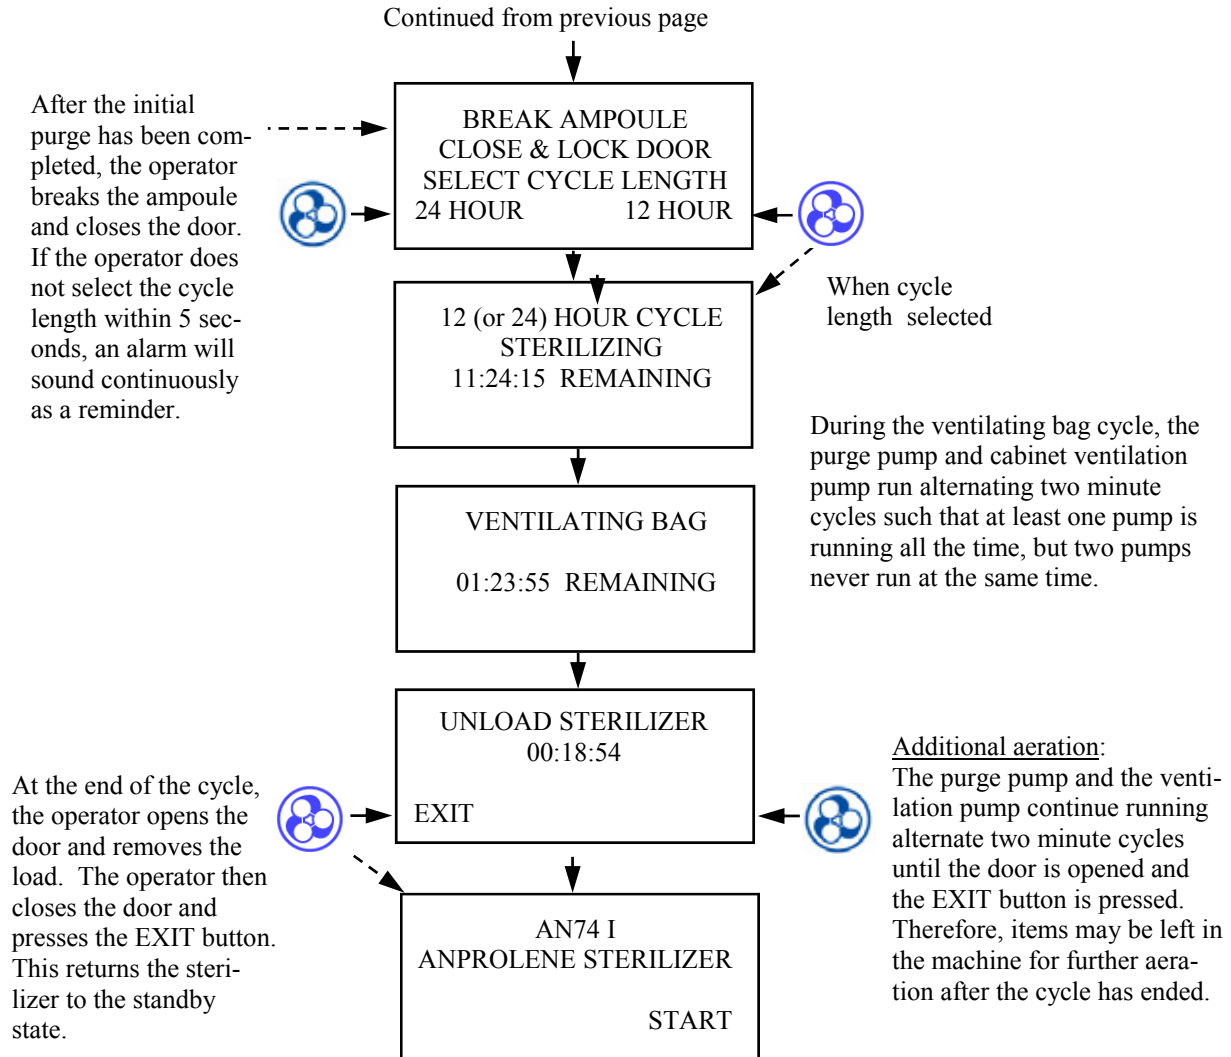 Continued from previous page
After the initial
purge has been com-
pleted, the operator
breaks the ampoule
and closes the door.
If the operator does
not select the cycle
length within 5 sec-
onds, an alarm will
sound continuously
as a reminder.
BREAK AMPOULE
CLOSE & LOCK DOOR
SELECT CYCLE LENGTH
24 HOUR 12 HOUR
When cycle
length selected
12 (or 24) HOUR CYCLE
STERILIZING
11:24:15 REMAINING
During the ventilating bag cycle, the
purge pump and cabinet ventilation
pump run alternating two minute
cycles such that at least one pump is
running all the time, but two pumps
never run at the same time.
VENTILATING BAG
01:23:55 REMAINING
UNLOAD STERILIZER
00:18:54
EXIT
Additional aeration:
The purge pump and the venti-
lation pump continue running
alternate two minute cycles
until the door is opened and
the EXIT button is pressed.
Therefore, items may be left in
the machine for further aera-
tion after the cycle has ended.
At the end of the cycle,
the operator opens the
door and removes the
load. The operator then
closes the door and
presses the EXIT button.
This returns the steri-
lizer to the standby
state.
AN74 I
ANPROLENE STERILIZER
START